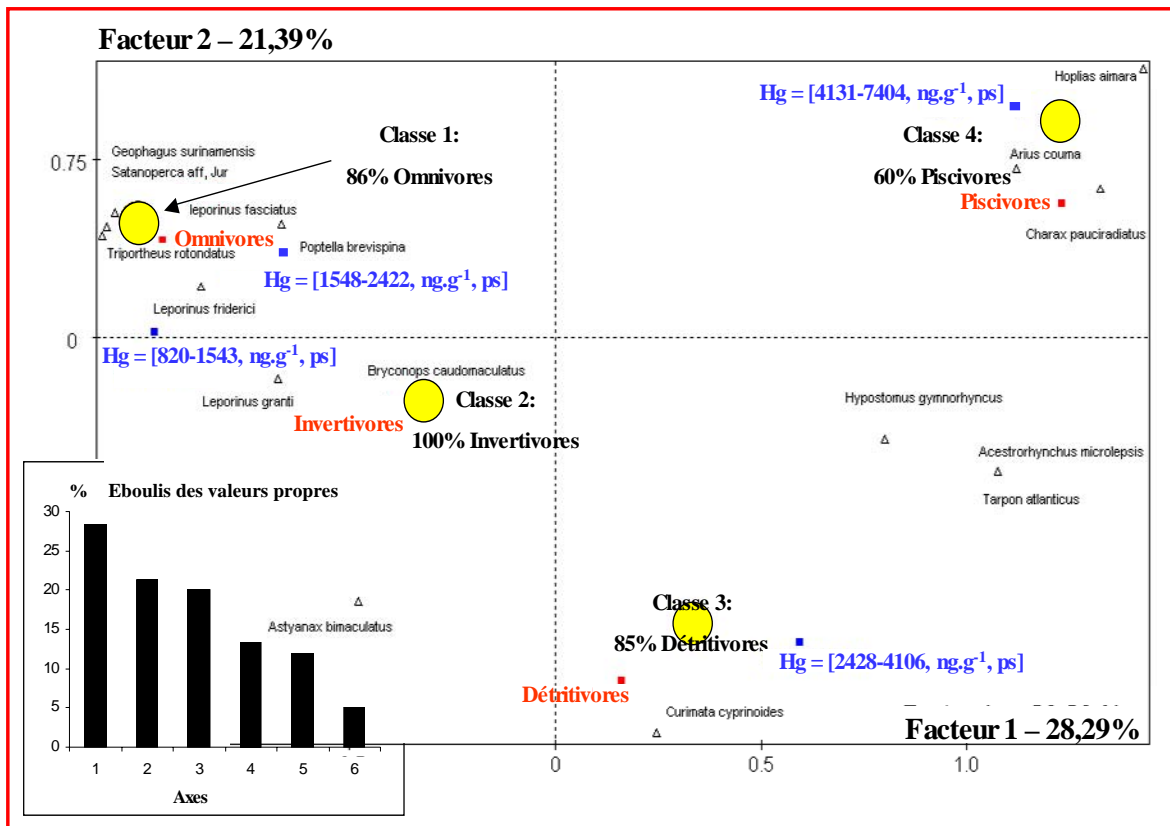 Facteur 2 – 21,39%
Hoplias aimara
Hg = [4131-7404, ng.g⁻¹, ps]
Classe 1:
Classe 4:
Geophagus surinamensis
Arius couma
0.75
Satanoperca aff, Jur
86% Omnivores
60% Piscivores
leporinus fasciatus
Piscivores
Omnivores
Charax pauciradiatus
Triportheus rotondatus
Poptella brevispina
Hg = [1548-2422, ng.g⁻¹, ps]
Leporinus friderici
0
Hg = [820-1543, ng.g⁻¹, ps]
Bryconops caudomaculatus
Leporinus granti
Classe 2:
Hypostomus gymnorhyncus
Invertivores
100% Invertivores
Acestrorhynchus microlepsis
Tarpon atlanticus
% Eboulis des valeurs propres
30
25
20
15
10
5
0
1 2 3 4 5 6
Axes
Astyanax bimaculatus
Classe 3:
85% Détritivores
Hg = [2428-4106, ng.g⁻¹, ps]
Détritivores
Curimata cyprinoides
Facteur 1 – 28,29%
0 0.5 1.0